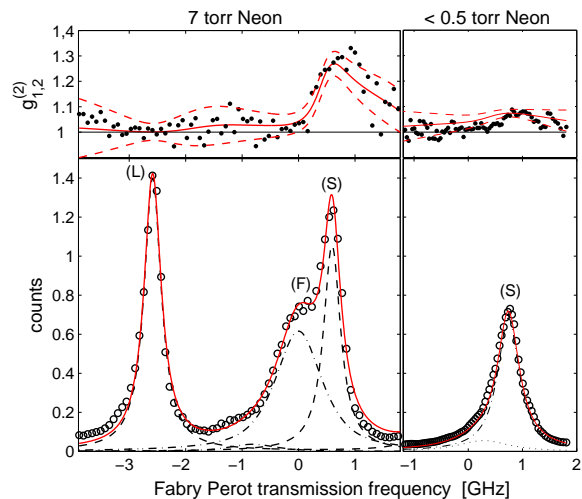 7 torr Neon
< 0.5 torr Neon
1.4
1.3
1.2
1.1
1
g(2)1,2
1.4
1.2
1
0.8
0.6
0.4
0.2
0
counts
(L)
(F)
(S)
(S)
−3 −2 −1 0 1 −1 0 1 2
Fabry Perot transmission frequency [GHz]